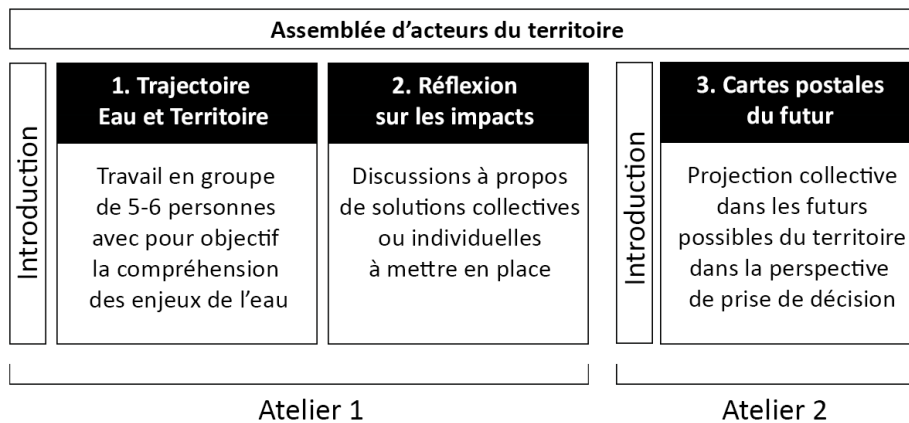 Assemblée d’acteurs du territoire
Introduction
1. Trajectoire
Eau et Territoire
Travail en groupe
de 5-6 personnes
avec pour objectif
la compréhension
des enjeux de l’eau
2. Réflexion
sur les impacts
Discussions à propos
de solutions collectives
ou individuelles
à mettre en place
Introduction
3. Cartes postales
du futur
Projection collective
dans les futurs
possibles du territoire
dans la perspective
de prise de décision
Atelier 1
Atelier 2